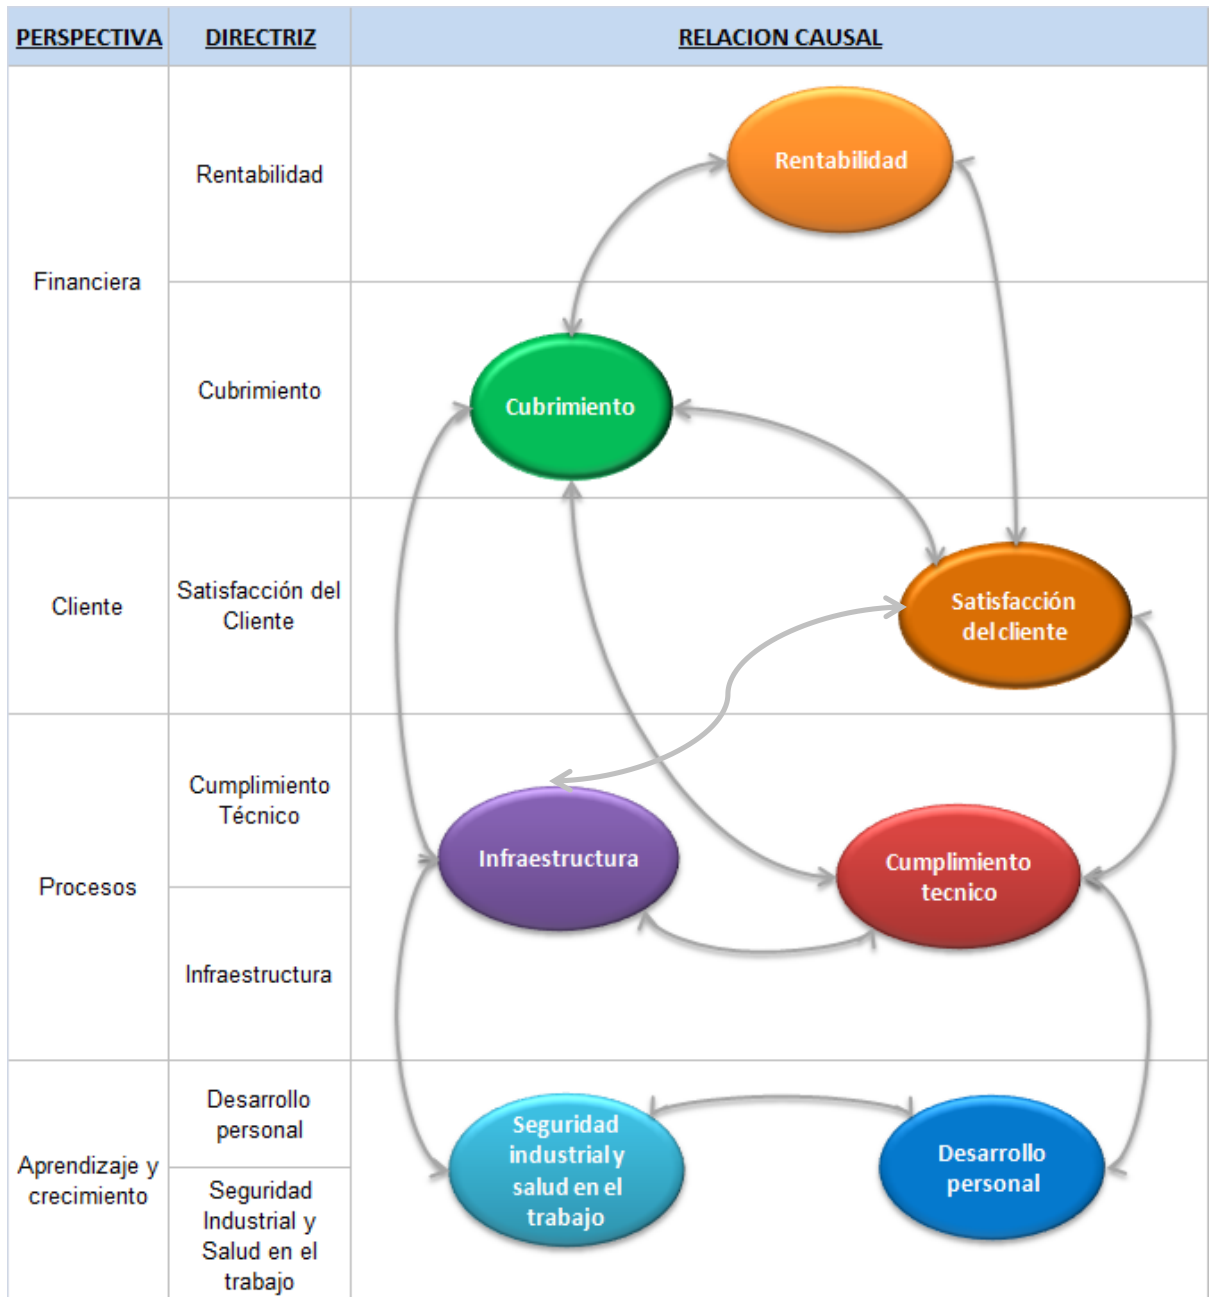 PERSPECTIVA
DIRECTRIZ
RELACION CAUSAL
Financiera
Rentabilidad
Rentabilidad
Cubrimiento
Cubrimiento
Cliente
Satisfacción del
Cliente
Satisfacción
del cliente
Procesos
Cumplimiento
Técnico
Infraestructura
Cumplimiento
tecnico
Infraestructura
Aprendizaje y
crecimiento
Desarrollo
personal
Seguridad
Industrial y
Salud en el
trabajo
Seguridad
industrial y
salud en el
trabajo
Desarrollo
personal